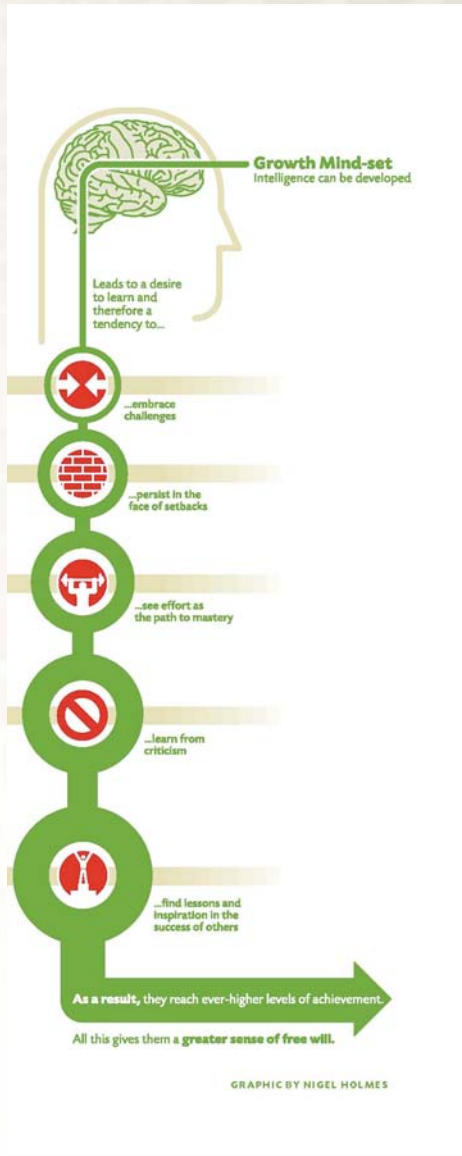 Growth Mind-set
Intelligence can be developed
Leads to a desire
to learn and
therefore a
tendency to...
...embrace
challenges
...persist in the
face of setbacks
...see effort as
the path to mastery
...learn from
criticism
...find lessons and
inspiration in the
success of others
As a result, they reach ever-higher levels of achievement.
All this gives them a greater sense of free will.
GRAPHIC BY NIGEL HOLMES